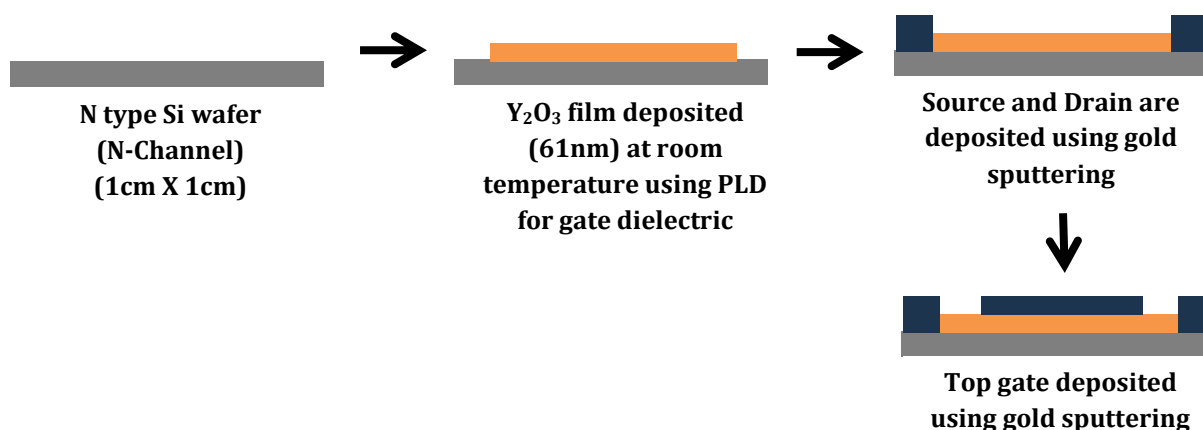 N type Si wafer
(N-Channel)
(1cm X 1cm)
Y₂O₃ film deposited
(61nm) at room
temperature using PLD
for gate dielectric
Source and Drain are
deposited using gold
sputtering
Top gate deposited
using gold sputtering